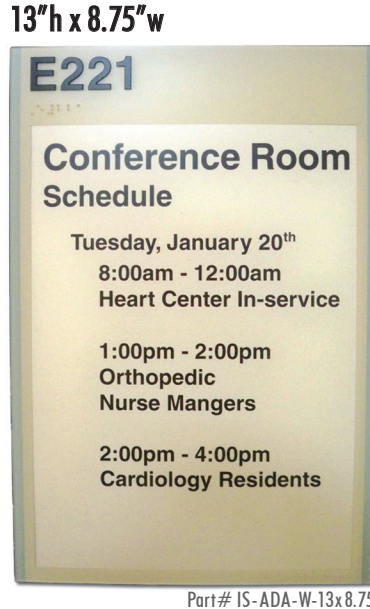 13"h x 8.75"w
E221
Conference Room
Schedule
Tuesday, January 20th
8:00am - 12:00am
Heart Center In-service
1:00pm - 2:00pm
Orthopedic
Nurse Mangers
2:00pm - 4:00pm
Cardiology Residents
Part# IS-ADA-W-13x8.75